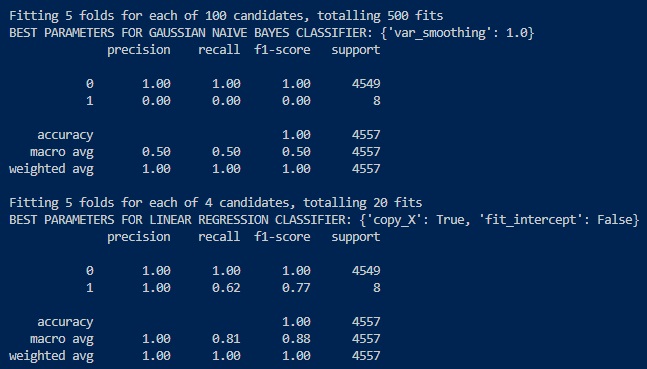 Fitting 5 folds for each of 100 candidates, totalling 500 fits
BEST PARAMETERS FOR GAUSSIAN NAIVE BAYES CLASSIFIER: {'var_smoothing': 1.0}
precision recall f1-score support
0 1.00 1.00 1.00 4549
1 0.00 0.00 0.00 8
accuracy 1.00 4557
macro avg 0.50 0.50 0.50 4557
weighted avg 1.00 1.00 1.00 4557
Fitting 5 folds for each of 4 candidates, totalling 20 fits
BEST PARAMETERS FOR LINEAR REGRESSION CLASSIFIER: {'copy_X': True, 'fit_intercept': False}
precision recall f1-score support
0 1.00 1.00 1.00 4549
1 1.00 0.62 0.77 8
accuracy 1.00 4557
macro avg 1.00 0.81 0.88 4557
weighted avg 1.00 1.00 1.00 4557